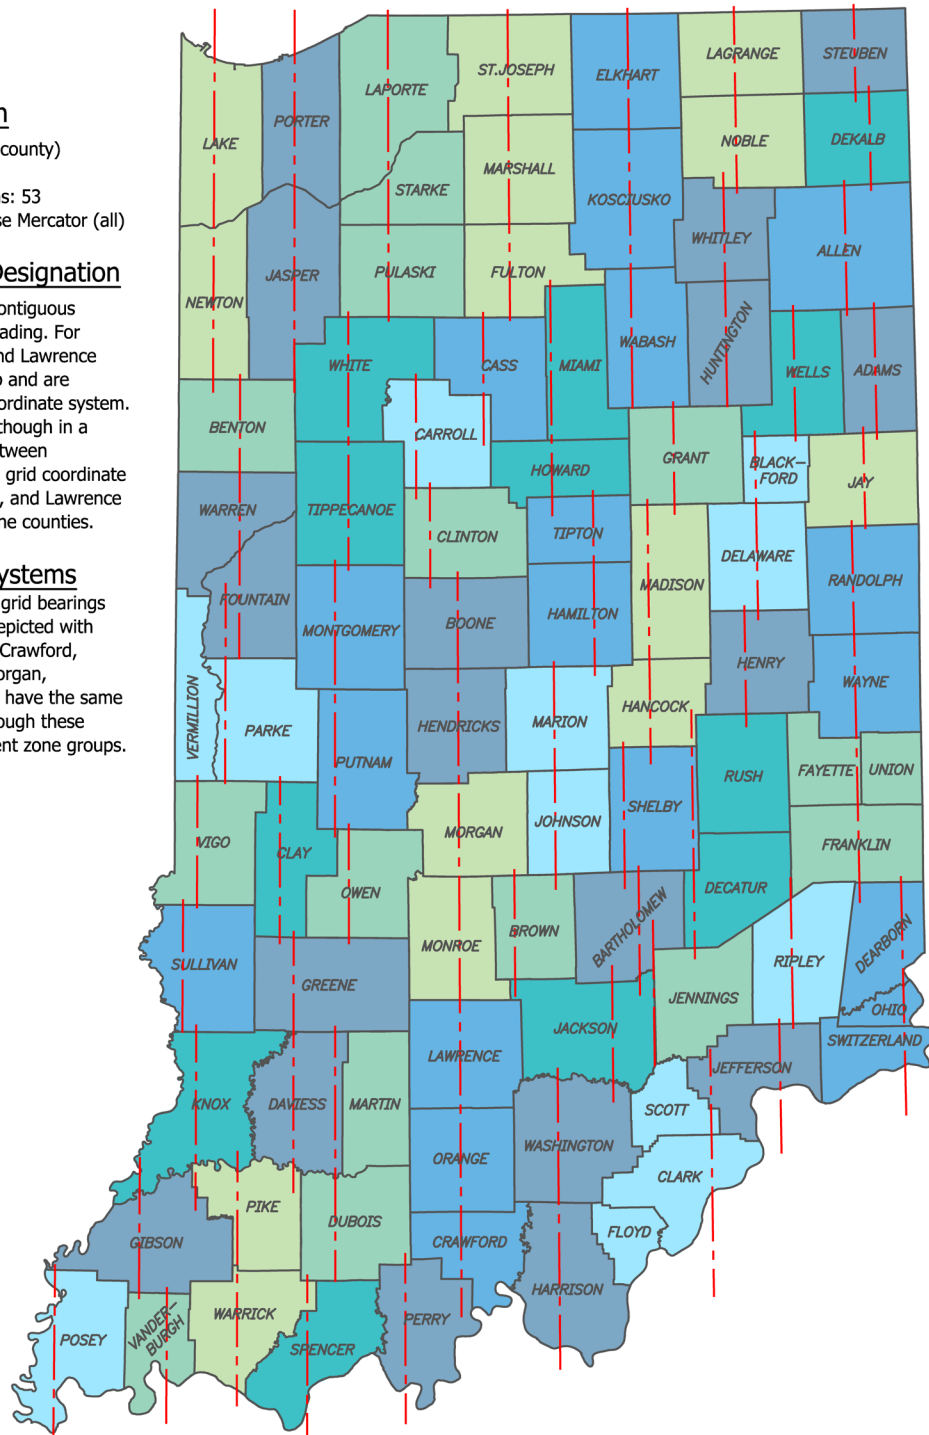 n
county)
ns: 53
se Mercator (all)
Designation
ontiguous
ading. For
nd Lawrence
p and are
ordinate system.
though in a
etween
grid coordinate
, and Lawrence
ne counties.
ystems
grid bearings
epicted with
Crawford,
organ,
have the same
ough these
ent zone groups.
LAKE
PORTER
LAPORTE
ST.JOSEPH
ELKHART
LAGRANGE
STEUBEN
NOBLE
DEKALB
STARKE
MARSHALL
KOSCIUSKO
WHITLEY
ALLEN
NEWTON
JASPER
PULASKI
FULTON
WHITE
CASS
MIAMI
WABASH
HUNTINGTON
WELLS
ADAMS
BENTON
CARROLL
HOWARD
GRANT
BLACK-
FORD
JAY
WARREN
TIPPECANOE
CLINTON
TIPTON
MADISON
DELAWARE
RANDOLPH
FOUNTAIN
MONTGOMERY
BOONE
HAMILTON
HENRY
WAYNE
VERMILLION
PARKE
PUTNAM
HENDRICKS
MARION
HANCOCK
RUSH
FAYETTE
UNION
VIGO
CLAY
OWEN
MORGAN
JOHNSON
SHELBY
DECATUR
FRANKLIN
SULLIVAN
GREENE
MONROE
BROWN
BARTHOLOMEW
RIPLEY
DEARBORN
JENNINGS
OHIO
SWITZERLAND
KNOX
DAVIESS
MARTIN
LAWRENCE
JACKSON
JEFFERSON
SCOTT
ORANGE
WASHINGTON
CLARK
GIBSON
PIKE
DUBOIS
CRAWFORD
FLOYD
HARRISON
POSEY
VANDER-
BURGH
WARRICK
SPENCER
PERRY